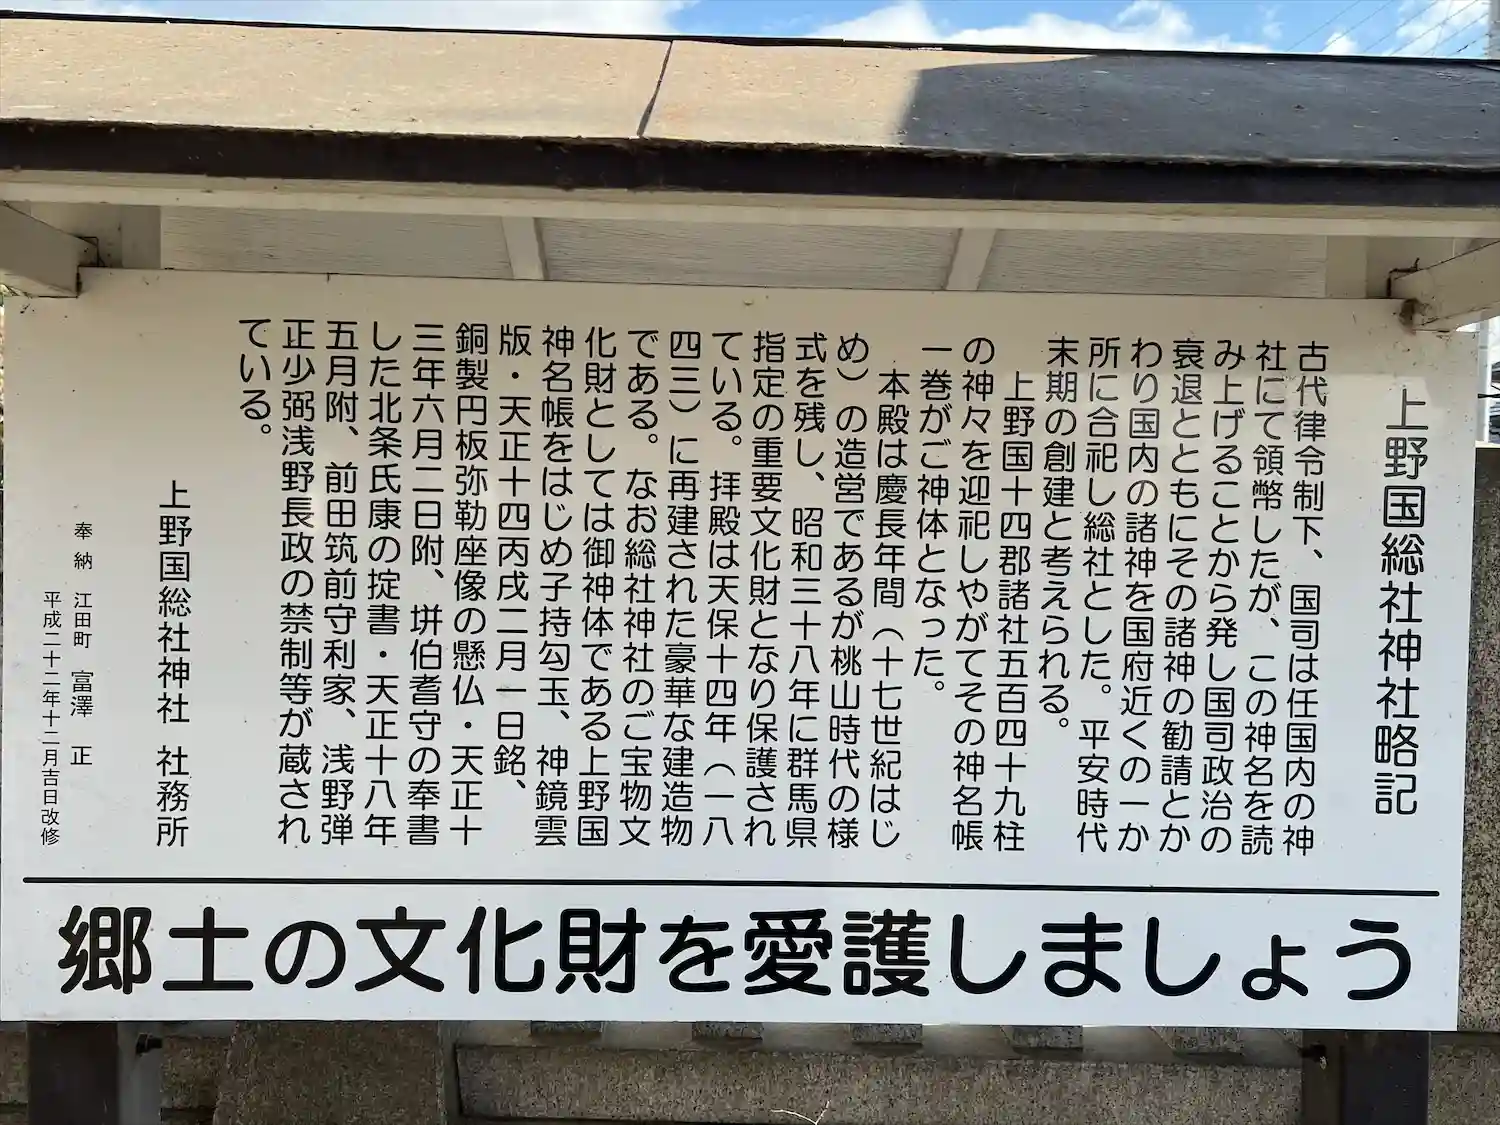 上野国総社神社略記
古代律令制下、国司は任国内の神
社にて領幣したが、この神名を読
み上げることから発し国司政治の
衰退とともにその諸神の勧請とか
わり国内の諸神を国府近くの一か
所に合祀し総社とした。平安時代
末期の創建と考えられる。
上野国十四郡諸社五百四十九柱
の神々を迎祀しやがてその神名帳
一巻がご神体となった。
本殿は慶長年間（十七世紀はじ
め）の造営であるが桃山時代の様
式を残し、昭和三十八年に群馬県
指定の重要文化財となり保護され
ている。拝殿は天保十四年（一八
四三）に再建された豪華な建造物
である。なお総社神社のご宝物文
化財としては御神体である上野国
神名帳をはじめ子持勾玉、神鏡雲
版・天正十四丙戌二月一日銘、
銅製円板弥勒座像の懸仏・天正十
三年六月二日附、垪伯耆守の奉書
した北条氏康の掟書・天正十八年
五月附、前田筑前守利家、浅野弾
正少弼浅野長政の禁制等が蔵され
ている。
上野国総社神社 社務所
奉納 江田町 富澤 正
平成二十二年十二月吉日改修
郷土の文化財を愛護しましょう